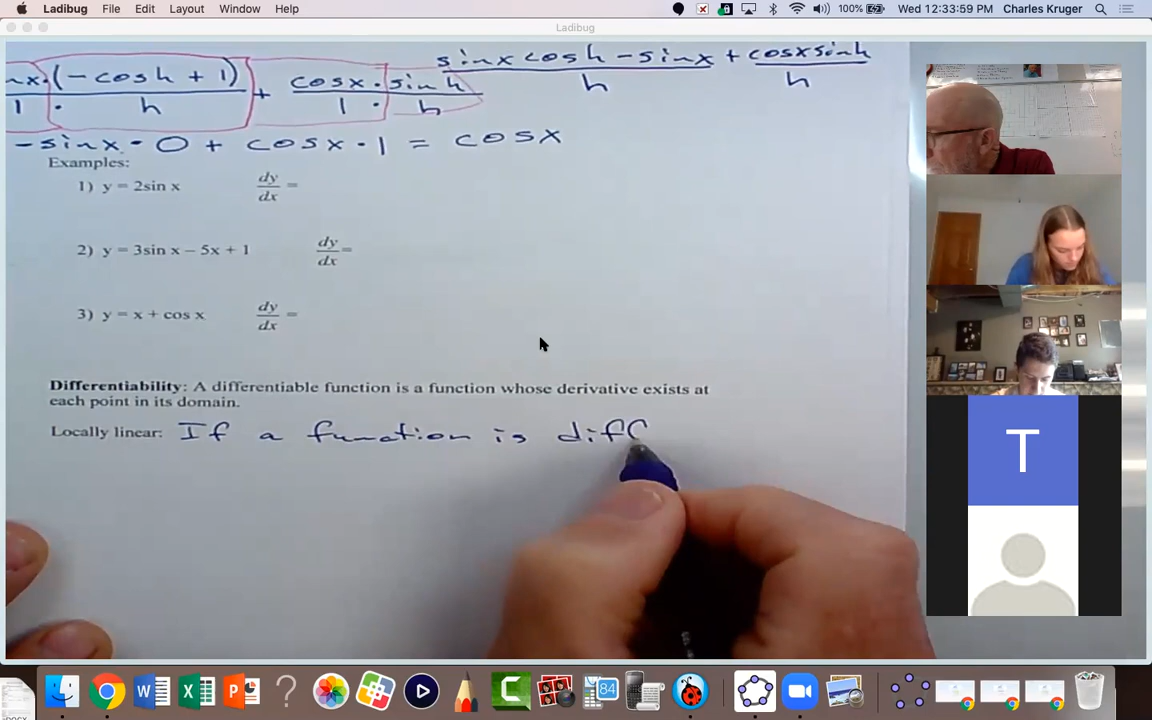 Ladibug File Edit Layout Window Help 100% Wed 12:33:59 PM Charles Kruger
Ladibug
sinx cosh - sinx + cosx sinh
h h
nx · (- cosh + 1) + cosx · sinh
1 · h 1 · h
- sinx · 0 + cosx · 1 = cosx
Examples:
1) y = 2sin x dy/dx =
2) y = 3sin x – 5x + 1 dy/dx =
3) y = x + cos x dy/dx =
Differentiability: A differentiable function is a function whose derivative exists at
each point in its domain.
Locally linear: If a function is diff
T
84